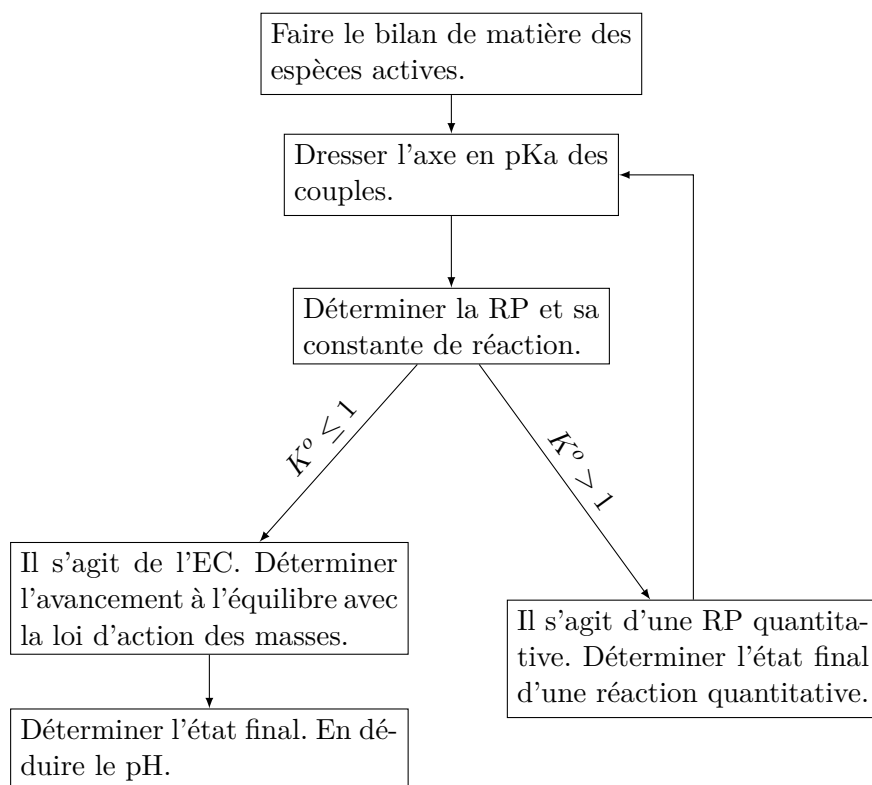 Faire le bilan de matière des
espèces actives.
Dresser l'axe en pKa des
couples.
Déterminer la RP et sa
constante de réaction.
K° ≤ 1
K° > 1
Il s'agit de l'EC. Déterminer
l'avancement à l'équilibre avec
la loi d'action des masses.
Il s'agit d'une RP quantita-
tive. Déterminer l'état final
d'une réaction quantitative.
Déterminer l'état final. En dé-
duire le pH.